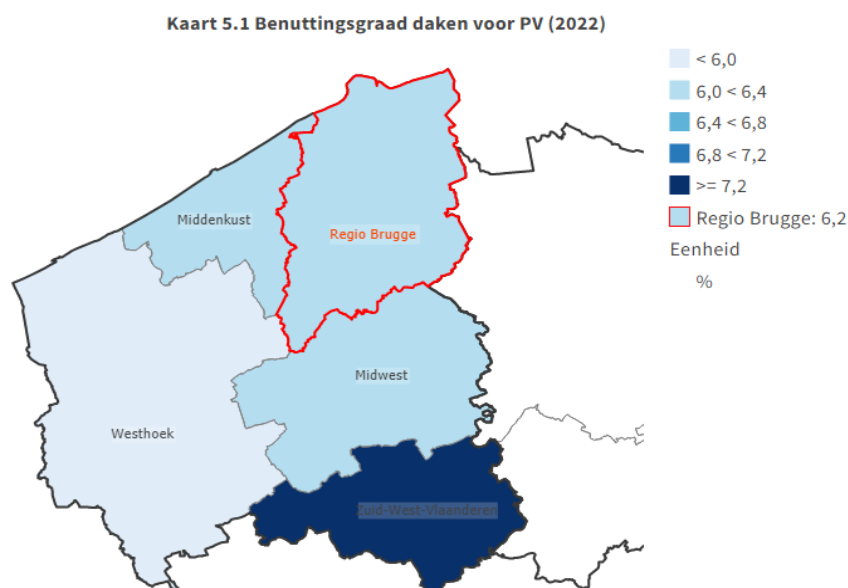 Kaart 5.1 Benuttingsgraad daken voor PV (2022)
< 6,0
6,0 < 6,4
6,4 < 6,8
6,8 < 7,2
>= 7,2
Regio Brugge: 6,2
Eenheid
%
Middenkust
Regio Brugge
Midwest
Westhoek
Zuid-West-Vlaanderen